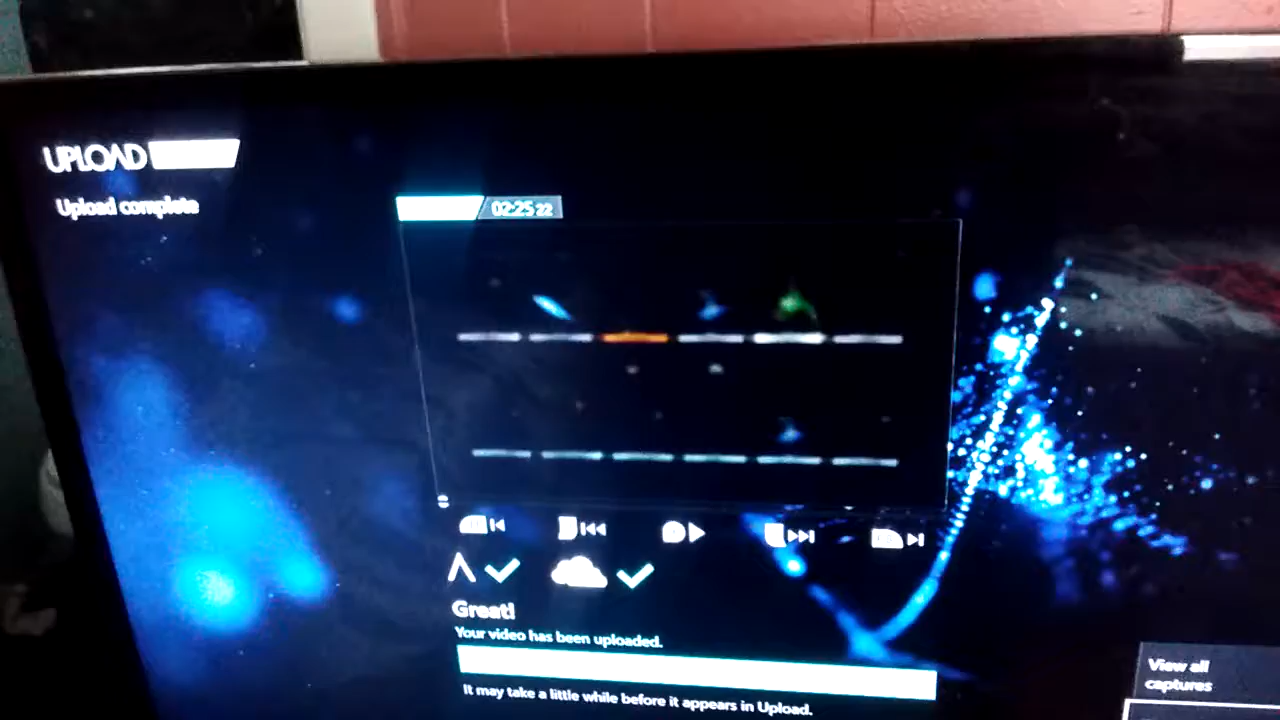 UPLOAD
Upload complete
02:25 22
Great!
Your video has been uploaded.
It may take a little while before it appears in Upload.
View all
captures